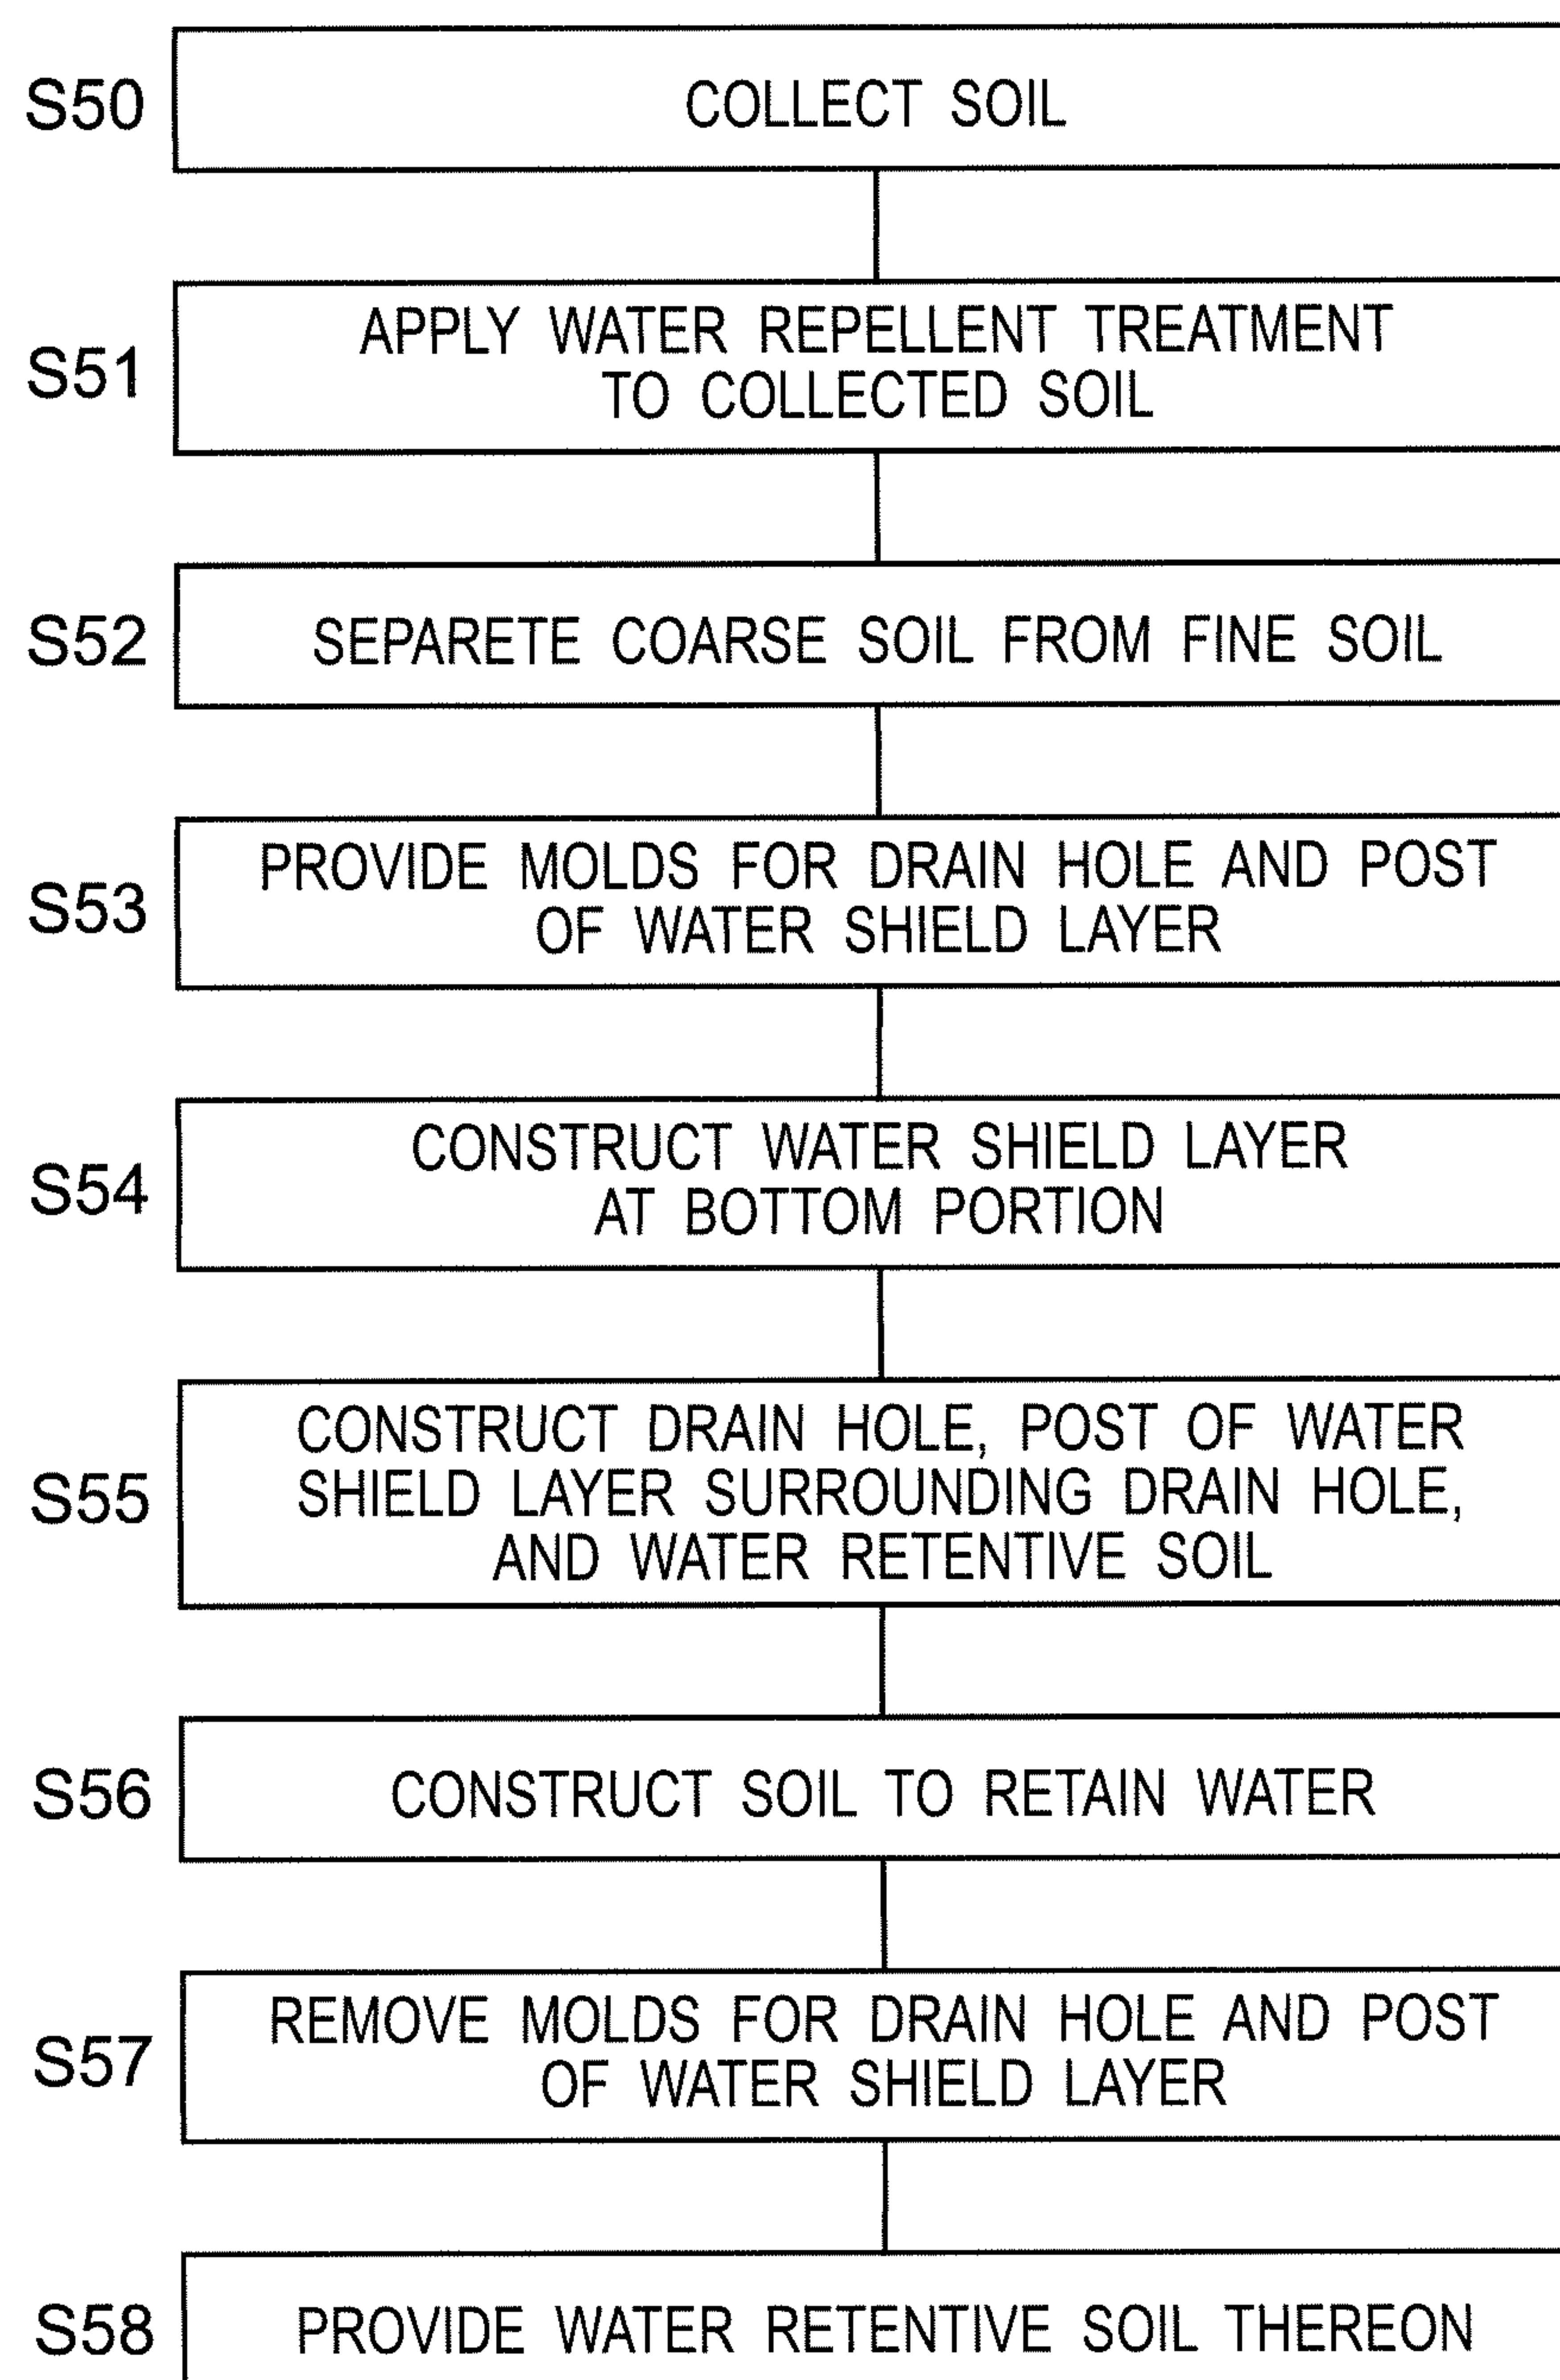 S50
COLLECT SOIL
S51
APPLY WATER REPELLENT TREATMENT
TO COLLECTED SOIL
S52
SEPARETE COARSE SOIL FROM FINE SOIL
S53
PROVIDE MOLDS FOR DRAIN HOLE AND POST
OF WATER SHIELD LAYER
S54
CONSTRUCT WATER SHIELD LAYER
AT BOTTOM PORTION
S55
CONSTRUCT DRAIN HOLE, POST OF WATER
SHIELD LAYER SURROUNDING DRAIN HOLE,
AND WATER RETENTIVE SOIL
S56
CONSTRUCT SOIL TO RETAIN WATER
S57
REMOVE MOLDS FOR DRAIN HOLE AND POST
OF WATER SHIELD LAYER
S58
PROVIDE WATER RETENTIVE SOIL THEREON